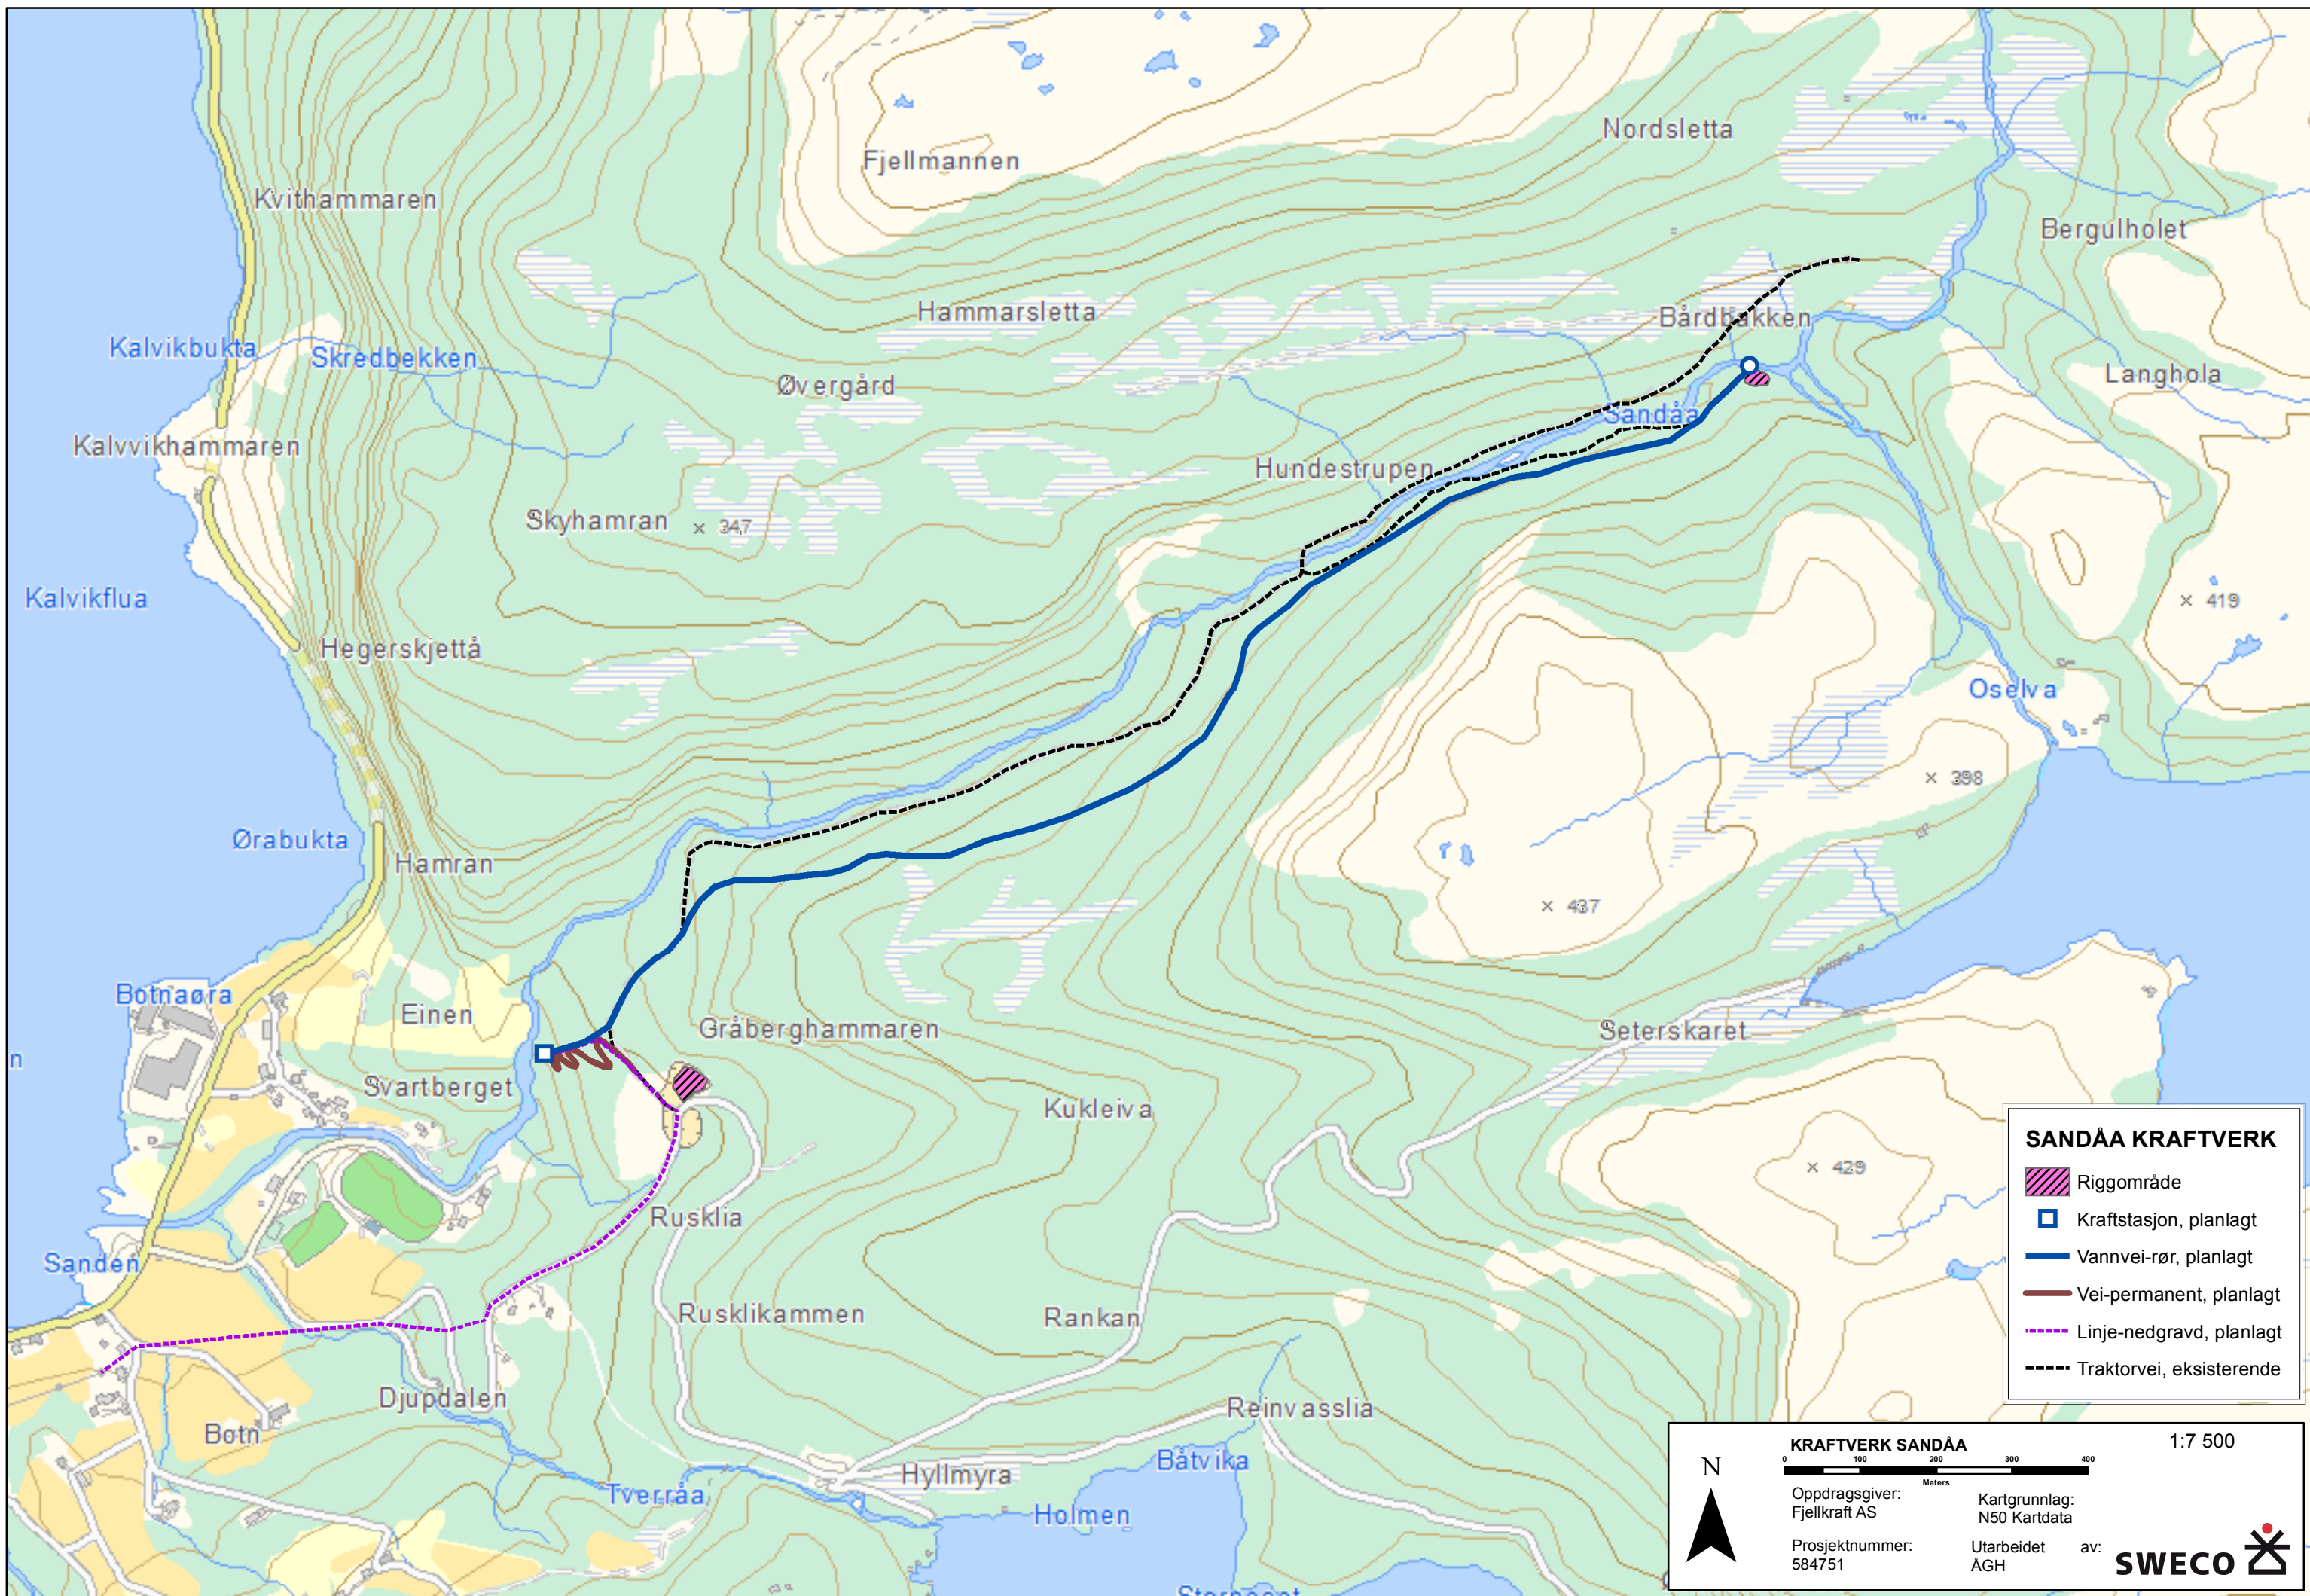 Nordsletta
Fjellmannen
Kvithammaren
Bergulholet
Hammarsletta
Bårdbakken
Kalvikbukta
Skredbekken
Øvergård
Langhola
Sandåa
Kalvvikhammaren
Hundestrupen
Skyhamran
347
Kalvikflua
419
Hegerskjettå
Oselva
398
Ørabukta
Hamran
437
Botnaøra
Einen
Gråberghammaren
Seterskaret
n
Svartberget
Kukleiva
429
Rusklia
Sanden
Rusklikammen
Rankan
Djupdalen
Reinvasslia
Botn
Båtvika
Hyllmyra
Tverråa
Holmen
SANDÅA KRAFTVERK
Riggområde
Kraftstasjon, planlagt
Vannvei-rør, planlagt
Vei-permanent, planlagt
Linje-nedgravd, planlagt
Traktorvei, eksisterende
KRAFTVERK SANDÅA
1:7 500
0 100 200 300 400
Meters
N
Oppdragsgiver:
Fjellkraft AS
Kartgrunnlag:
N50 Kartdata
Prosjektnummer:
584751
Utarbeidet av:
ÅGH
SWECO